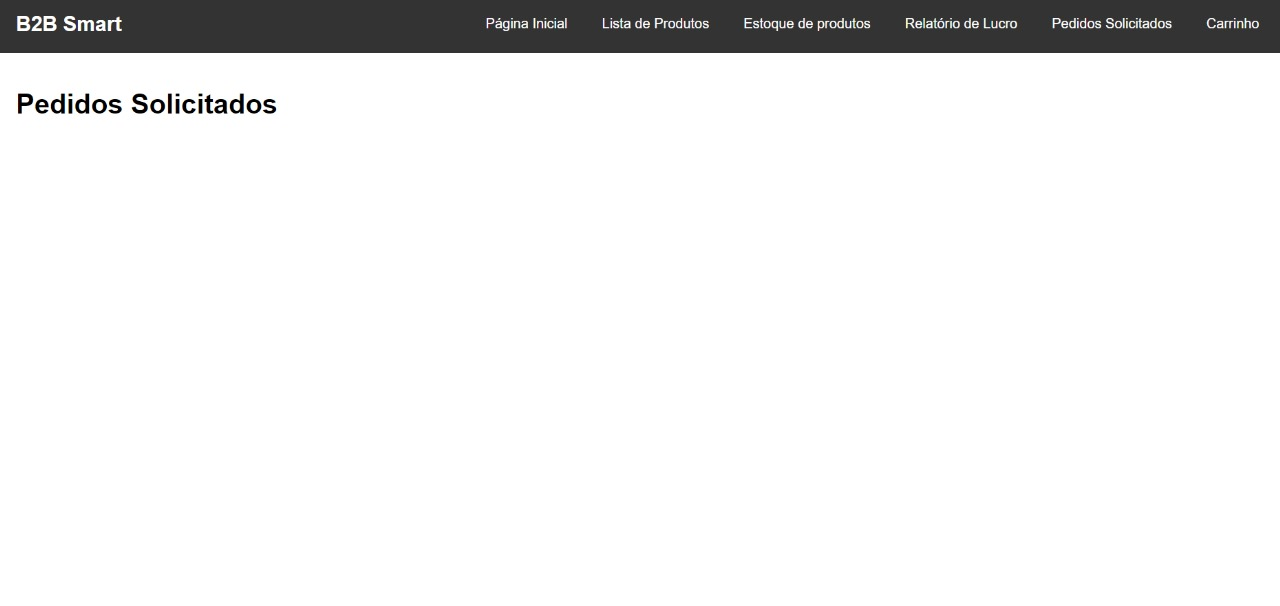 B2B Smart
Página Inicial Lista de Produtos Estoque de produtos Relatório de Lucro Pedidos Solicitados Carrinho
Pedidos Solicitados